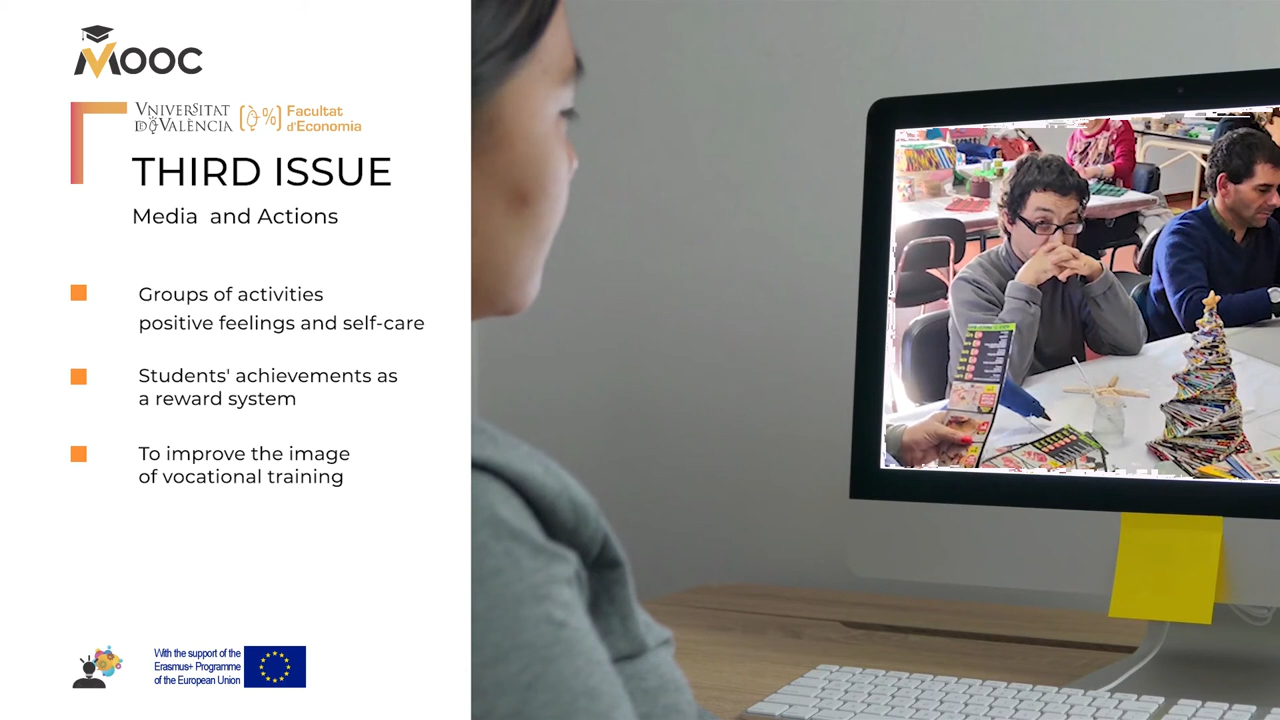 MOOC
VNIVERSITAT
DE VALÈNCIA
Facultat
d'Economia
THIRD ISSUE
Media and Actions
Groups of activities
positive feelings and self-care
Students' achievements as
a reward system
To improve the image
of vocational training
With the support of the
Erasmus+ Programme
of the European Union